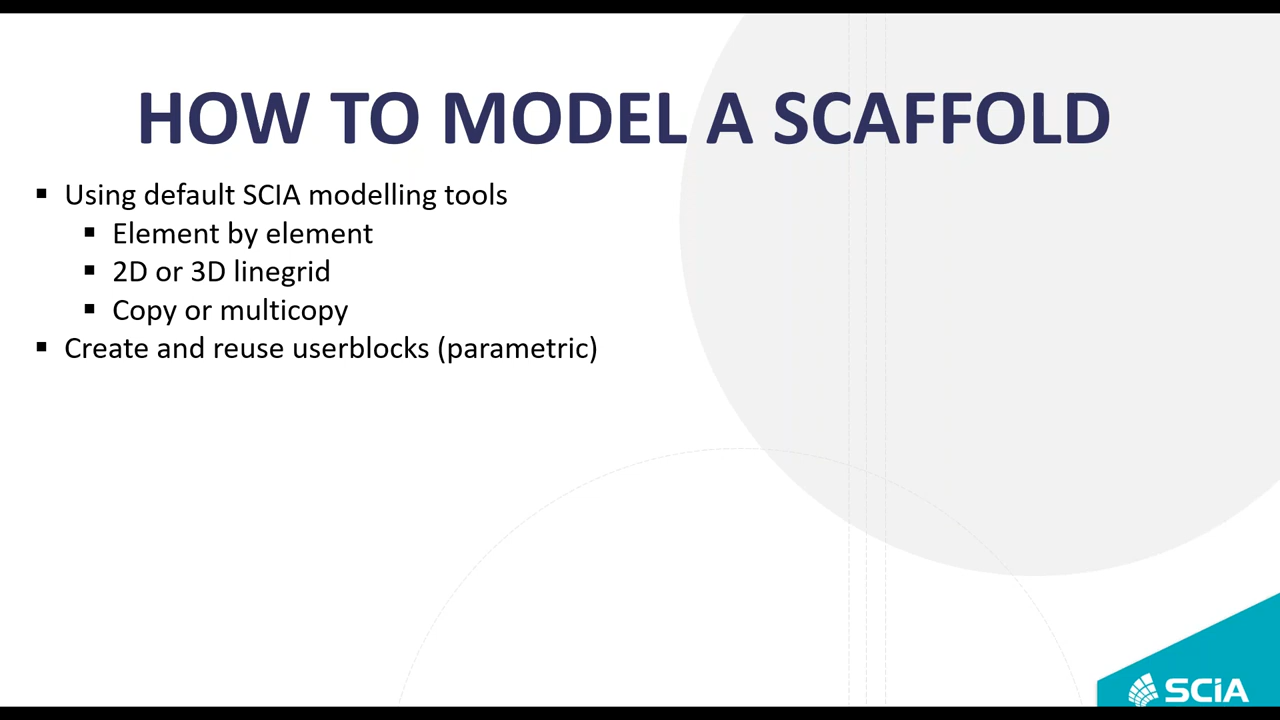 HOW TO MODEL A SCAFFOLD
▪ Using default SCIA modelling tools
▪ Element by element
▪ 2D or 3D linegrid
▪ Copy or multicopy
▪ Create and reuse userblocks (parametric)
SCIA